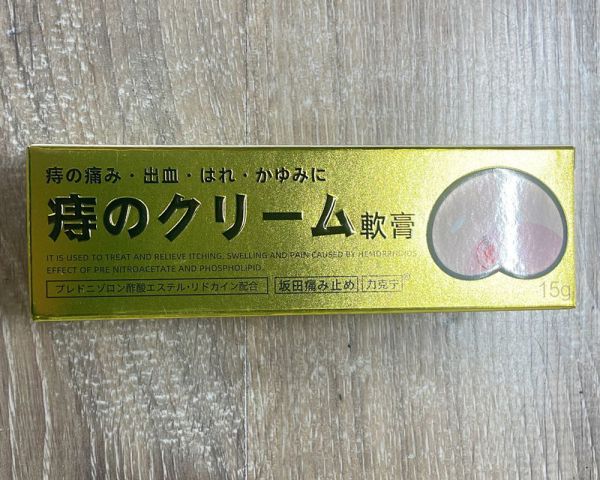 痔の痛み・出血・はれ・かゆみに
痔のクリーム軟膏
IT IS USED TO TREAT AND RELIEVE ITCHING, SWELLING AND PAIN CAUSED BY HEMORRHOIDS
EFFECT OF PRE NITROACETATE AND PHOSPHOLIPID.
プレドニゾロン酢酸エステル・リドカイン配合 坂田痛み止め 力克宁
15g